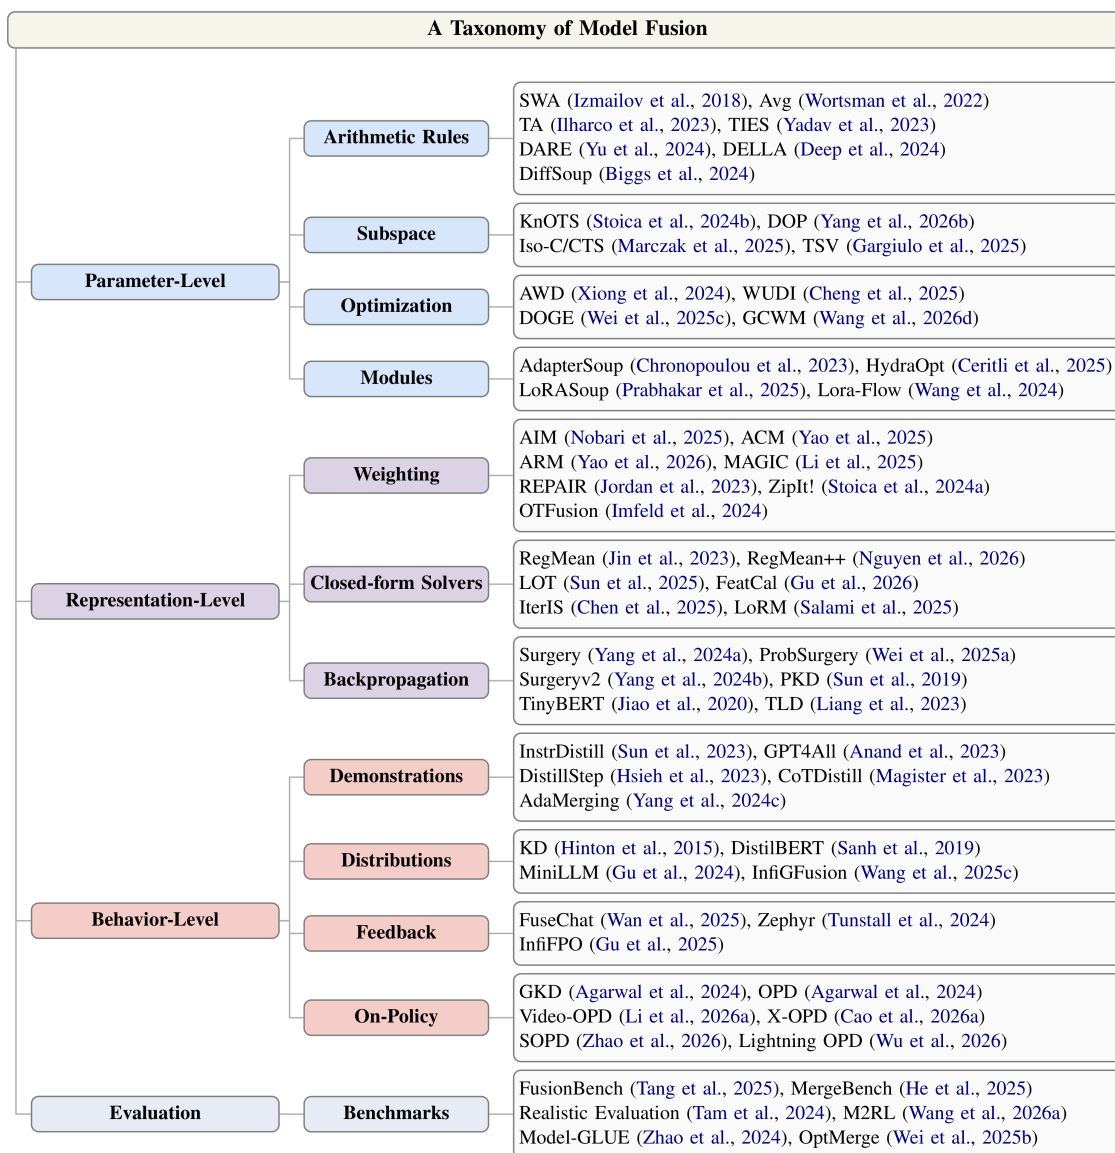 A Taxonomy of Model Fusion
Parameter-Level
Arithmetic Rules
SWA (Izmailov et al., 2018), Avg (Wortsman et al., 2022)
TA (Ilharco et al., 2023), TIES (Yadav et al., 2023)
DARE (Yu et al., 2024), DELLA (Deep et al., 2024)
DiffSoup (Biggs et al., 2024)
Subspace
KnOTS (Stoica et al., 2024b), DOP (Yang et al., 2026b)
Iso-C/CTS (Marczak et al., 2025), TSV (Gargiulo et al., 2025)
Optimization
AWD (Xiong et al., 2024), WUDI (Cheng et al., 2025)
DOGE (Wei et al., 2025c), GCWM (Wang et al., 2026d)
Modules
AdapterSoup (Chronopoulou et al., 2023), HydraOpt (Ceritli et al., 2025)
LoRASoup (Prabhakar et al., 2025), Lora-Flow (Wang et al., 2024)
Representation-Level
Weighting
AIM (Nobari et al., 2025), ACM (Yao et al., 2025)
ARM (Yao et al., 2026), MAGIC (Li et al., 2025)
REPAIR (Jordan et al., 2023), ZipIt! (Stoica et al., 2024a)
OTFusion (Imfeld et al., 2024)
Closed-form Solvers
RegMean (Jin et al., 2023), RegMean++ (Nguyen et al., 2026)
LOT (Sun et al., 2025), FeatCal (Gu et al., 2026)
IterIS (Chen et al., 2025), LoRM (Salami et al., 2025)
Backpropagation
Surgery (Yang et al., 2024a), ProbSurgery (Wei et al., 2025a)
Surgeryv2 (Yang et al., 2024b), PKD (Sun et al., 2019)
TinyBERT (Jiao et al., 2020), TLD (Liang et al., 2023)
Behavior-Level
Demonstrations
InstrDistill (Sun et al., 2023), GPT4All (Anand et al., 2023)
DistillStep (Hsieh et al., 2023), CoTDistill (Magister et al., 2023)
AdaMerging (Yang et al., 2024c)
Distributions
KD (Hinton et al., 2015), DistilBERT (Sanh et al., 2019)
MiniLLM (Gu et al., 2024), InfiGFusion (Wang et al., 2025c)
Feedback
FuseChat (Wan et al., 2025), Zephyr (Tunstall et al., 2024)
InfiFPO (Gu et al., 2025)
On-Policy
GKD (Agarwal et al., 2024), OPD (Agarwal et al., 2024)
Video-OPD (Li et al., 2026a), X-OPD (Cao et al., 2026a)
SOPD (Zhao et al., 2026), Lightning OPD (Wu et al., 2026)
Evaluation
Benchmarks
FusionBench (Tang et al., 2025), MergeBench (He et al., 2025)
Realistic Evaluation (Tam et al., 2024), M2RL (Wang et al., 2026a)
Model-GLUE (Zhao et al., 2024), OptMerge (Wei et al., 2025b)